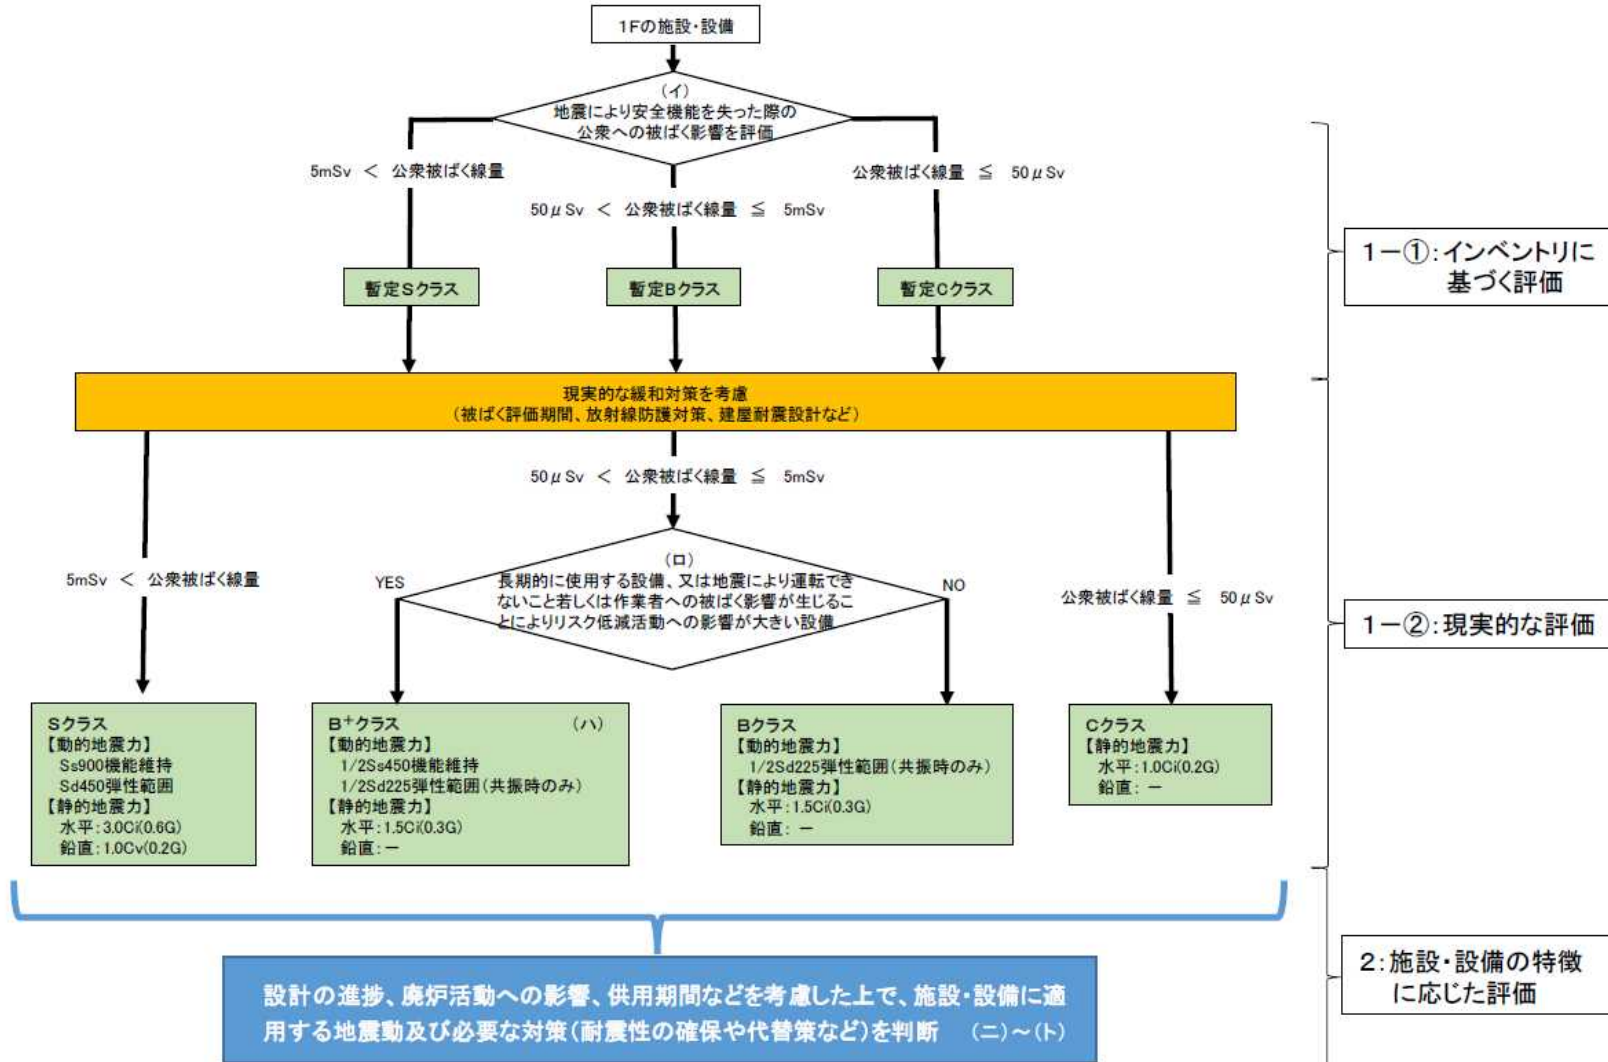 1Fの施設・設備
(イ)
地震により安全機能を失った際の
公衆への被ばく影響を評価
5mSv ＜ 公衆被ばく線量
50μSv ＜ 公衆被ばく線量 ≦ 5mSv
公衆被ばく線量 ≦ 50μSv
暫定Sクラス
暫定Bクラス
暫定Cクラス
1－①：インベントリに
基づく評価
現実的な緩和対策を考慮
（被ばく評価期間、放射線防護対策、建屋耐震設計など）
50μSv ＜ 公衆被ばく線量 ≦ 5mSv
(ロ)
長期的に使用する設備、又は地震により運転でき
ないこと若しくは作業者への被ばく影響が生じるこ
とによりリスク低減活動への影響が大きい設備
YES
NO
5mSv ＜ 公衆被ばく線量
公衆被ばく線量 ≦ 50μSv
1－②：現実的な評価
Sクラス
【動的地震力】
Ss900機能維持
Sd450弾性範囲
【静的地震力】
水平：3.0Ci(0.6G)
鉛直：1.0Cv(0.2G)
B＋クラス (ハ)
【動的地震力】
1/2Ss450機能維持
1/2Sd225弾性範囲（共振時のみ）
【静的地震力】
水平：1.5Ci(0.3G)
鉛直：－
Bクラス
【動的地震力】
1/2Sd225弾性範囲（共振時のみ）
【静的地震力】
水平：1.5Ci(0.3G)
鉛直： －
Cクラス
【静的地震力】
水平：1.0Ci(0.2G)
鉛直： －
設計の進捗、廃炉活動への影響、供用期間などを考慮した上で、施設・設備に適
用する地震動及び必要な対策（耐震性の確保や代替策など）を判断 (ニ)～(ト)
2：施設・設備の特徴
に応じた評価